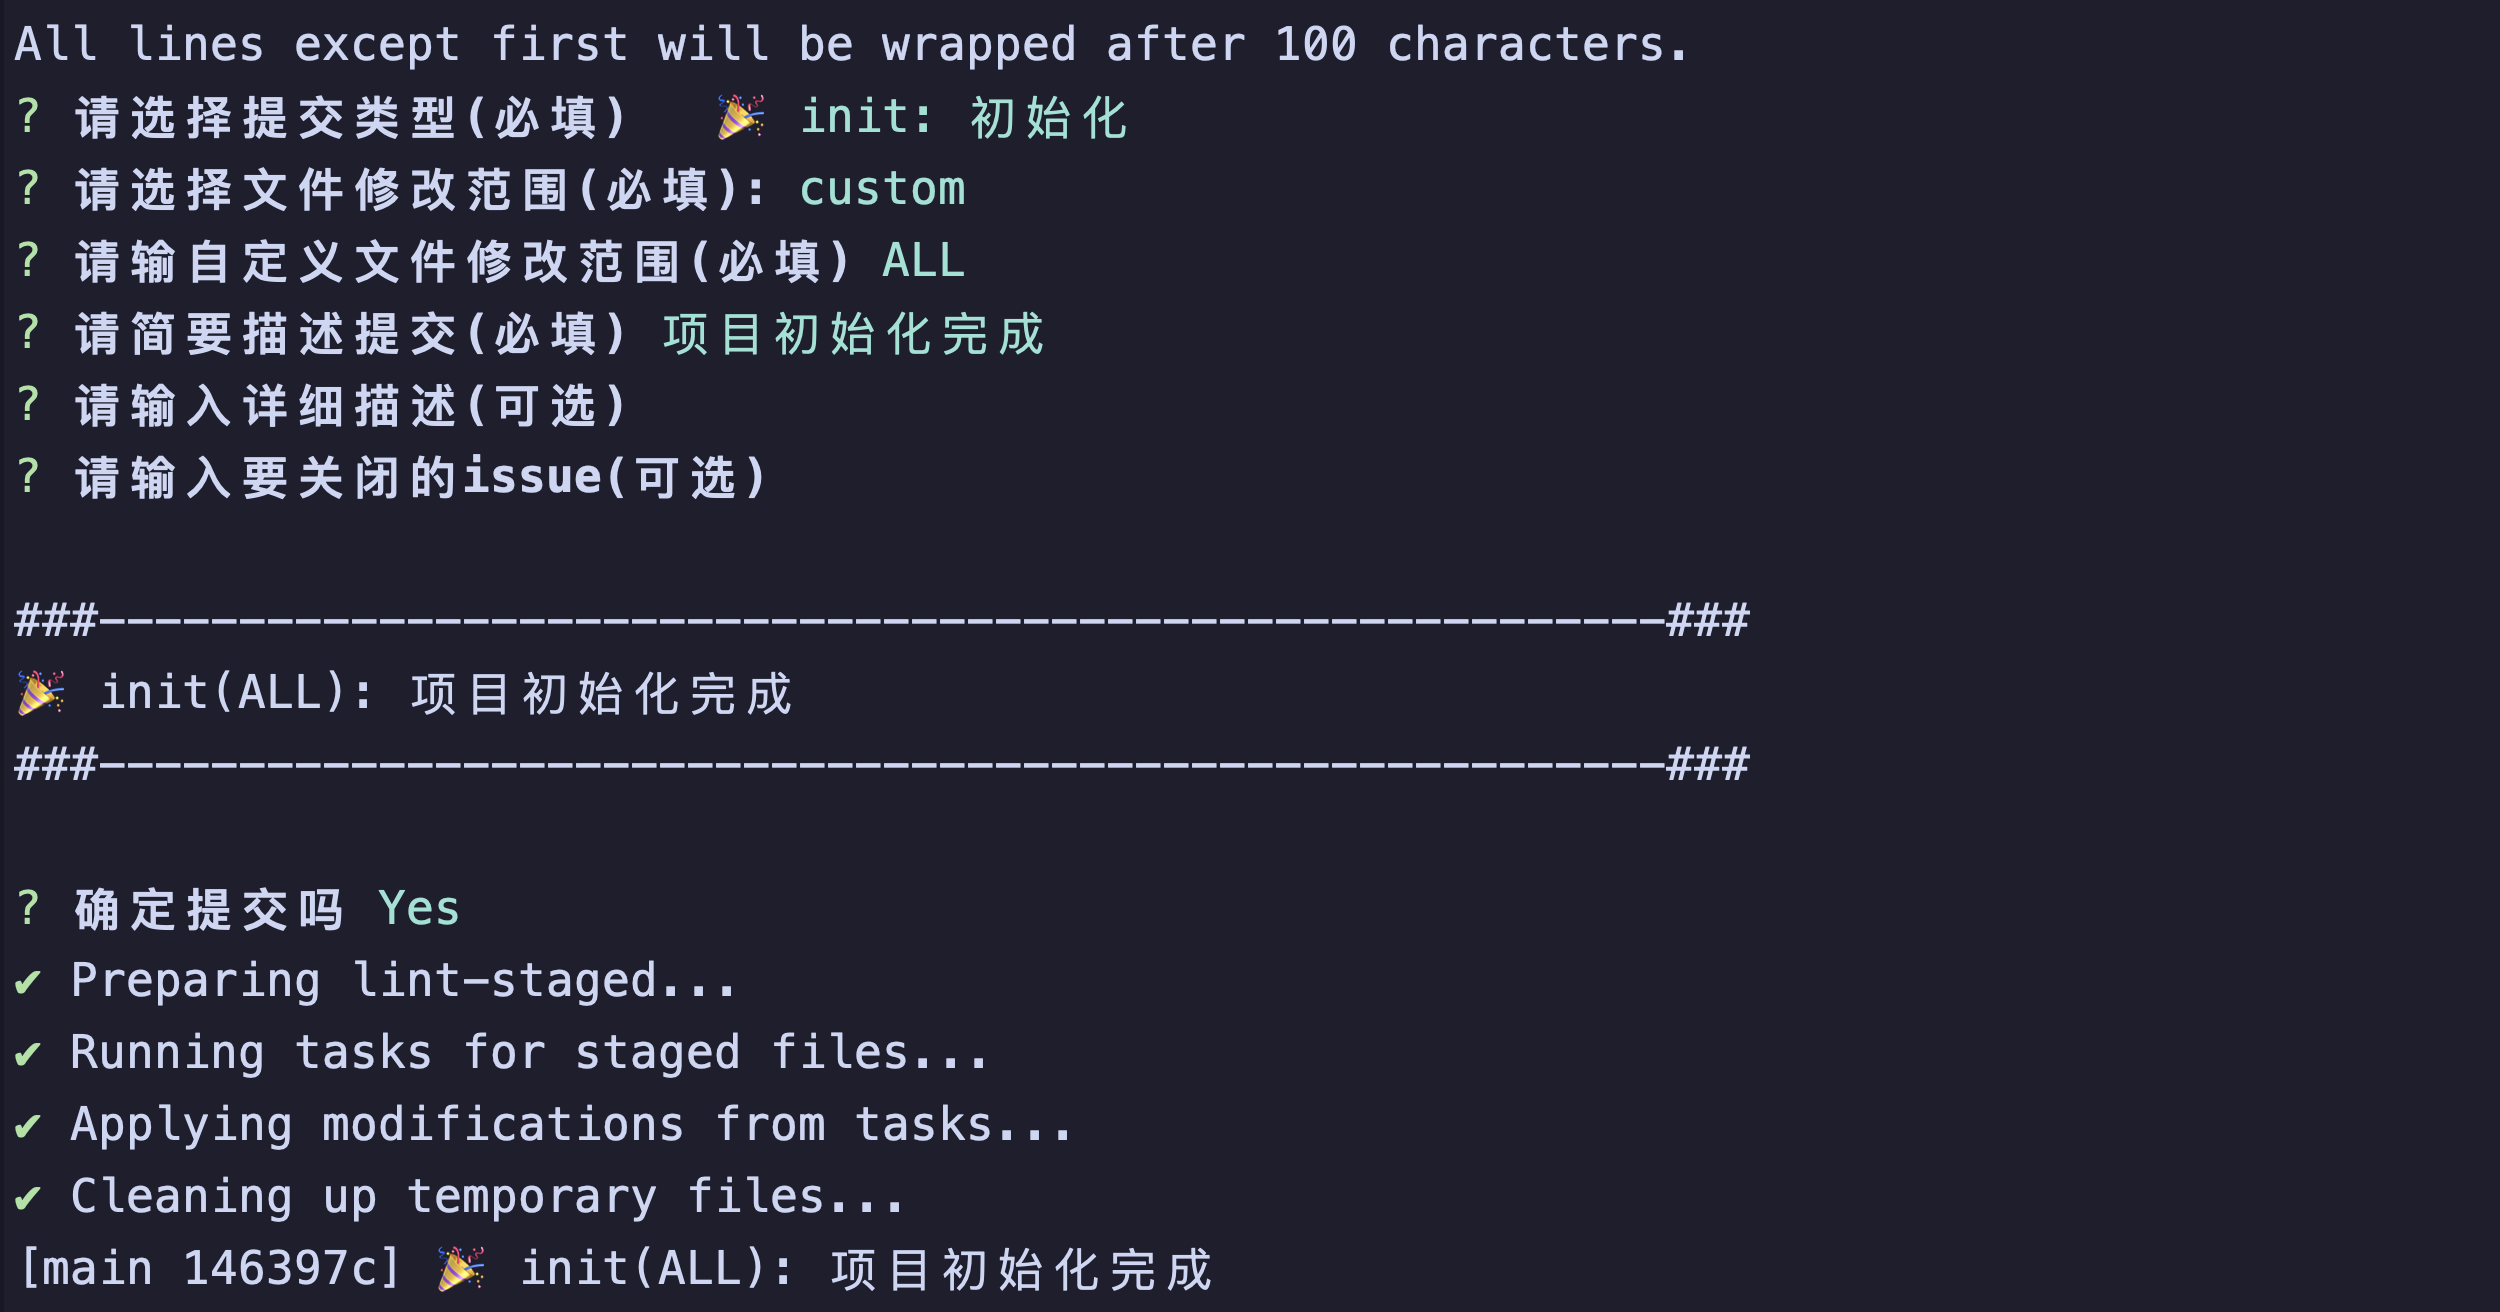 All lines except first will be wrapped after 100 characters.
? 请选择提交类型(必填)   🎉 init: 初始化
? 请选择文件修改范围(必填): custom
? 请输自定义文件修改范围(必填) ALL
? 请简要描述提交(必填) 项目初始化完成
? 请输入详细描述(可选)
? 请输入要关闭的issue(可选)
###--------------------------------------------------------###
🎉 init(ALL): 项目初始化完成
###--------------------------------------------------------###
? 确定提交吗 Yes
✔ Preparing lint-staged...
✔ Running tasks for staged files...
✔ Applying modifications from tasks...
✔ Cleaning up temporary files...
[main 146397c] 🎉 init(ALL): 项目初始化完成